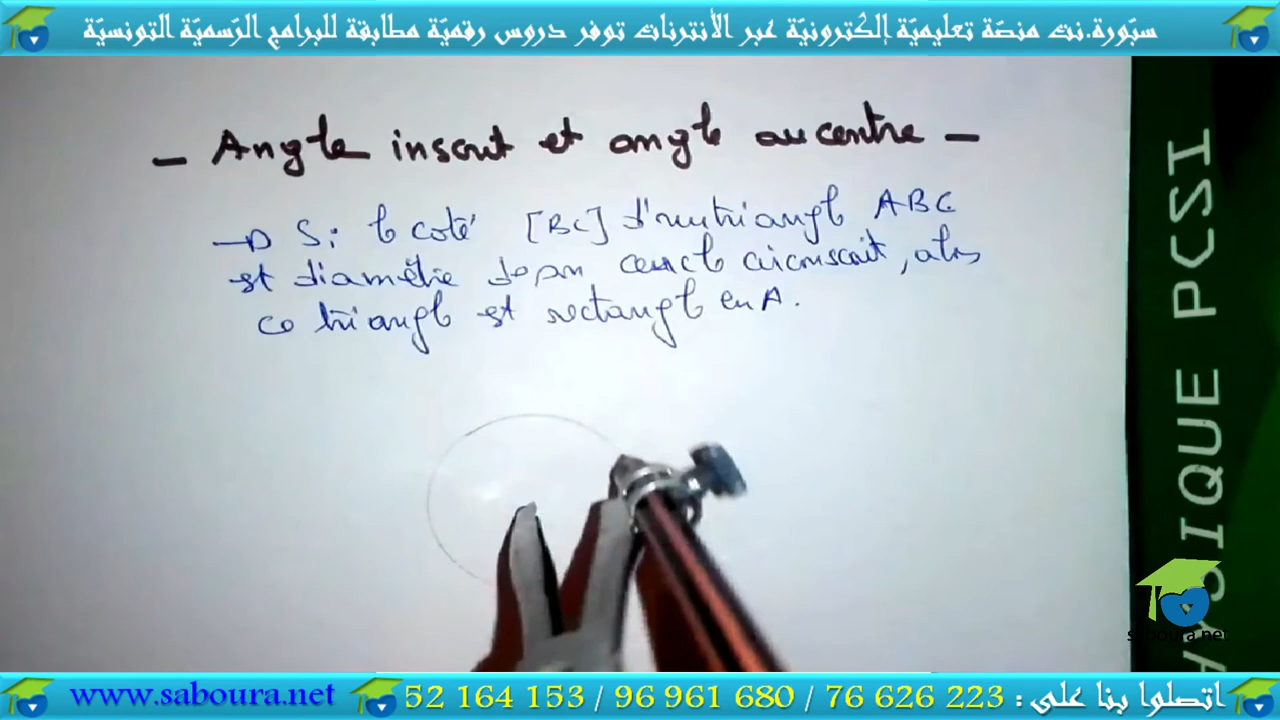 سبّورة.نت منصّة تعليميّة إلكترونيّة عبر الأنترنات توفر دروس رقميّة مطابقة للبرامج الرّسميّة التونسيّة
- Angle inscrit et angle au centre -
→ Si le coté [BC] d'un triangle ABC
est diamétre de son cercle circonscrit, alors
ce triangle est rectangle en A.
YSIQUE PCSI
saboura.net
www.saboura.net
52 164 153 / 96 961 680 / 76 626 223 : اتصلوا بنا على